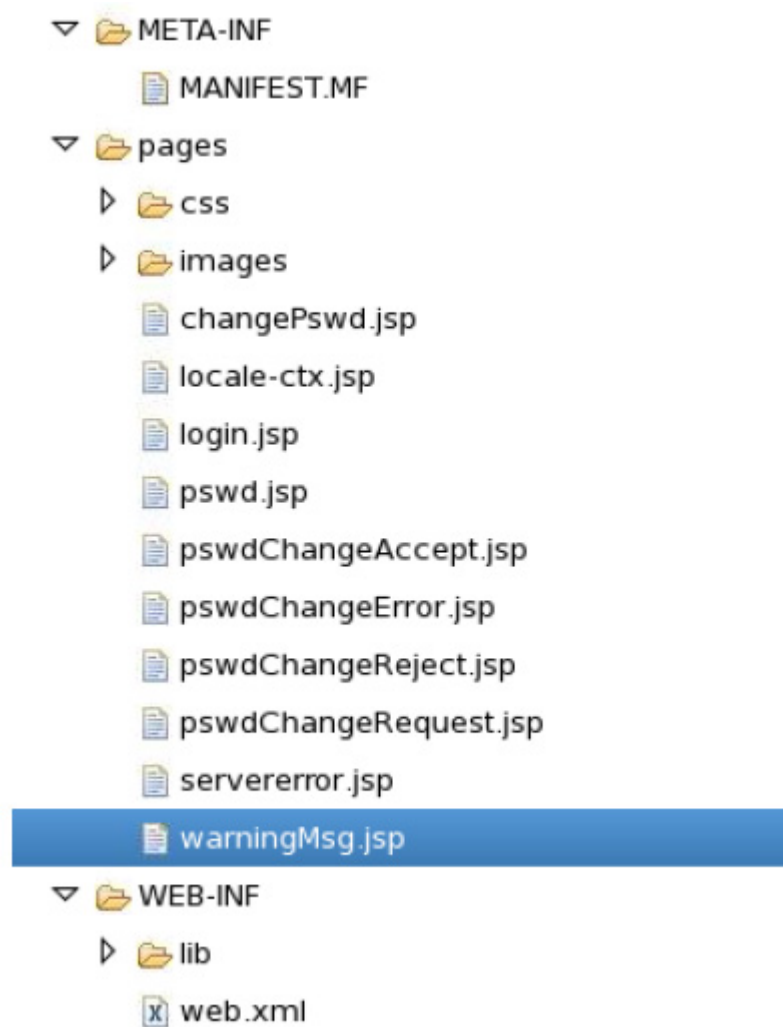 META-INF
MANIFEST.MF
pages
css
images
changePswd.jsp
locale-ctx.jsp
login.jsp
pswd.jsp
pswdChangeAccept.jsp
pswdChangeError.jsp
pswdChangeReject.jsp
pswdChangeRequest.jsp
servererror.jsp
warningMsg.jsp
WEB-INF
lib
web.xml